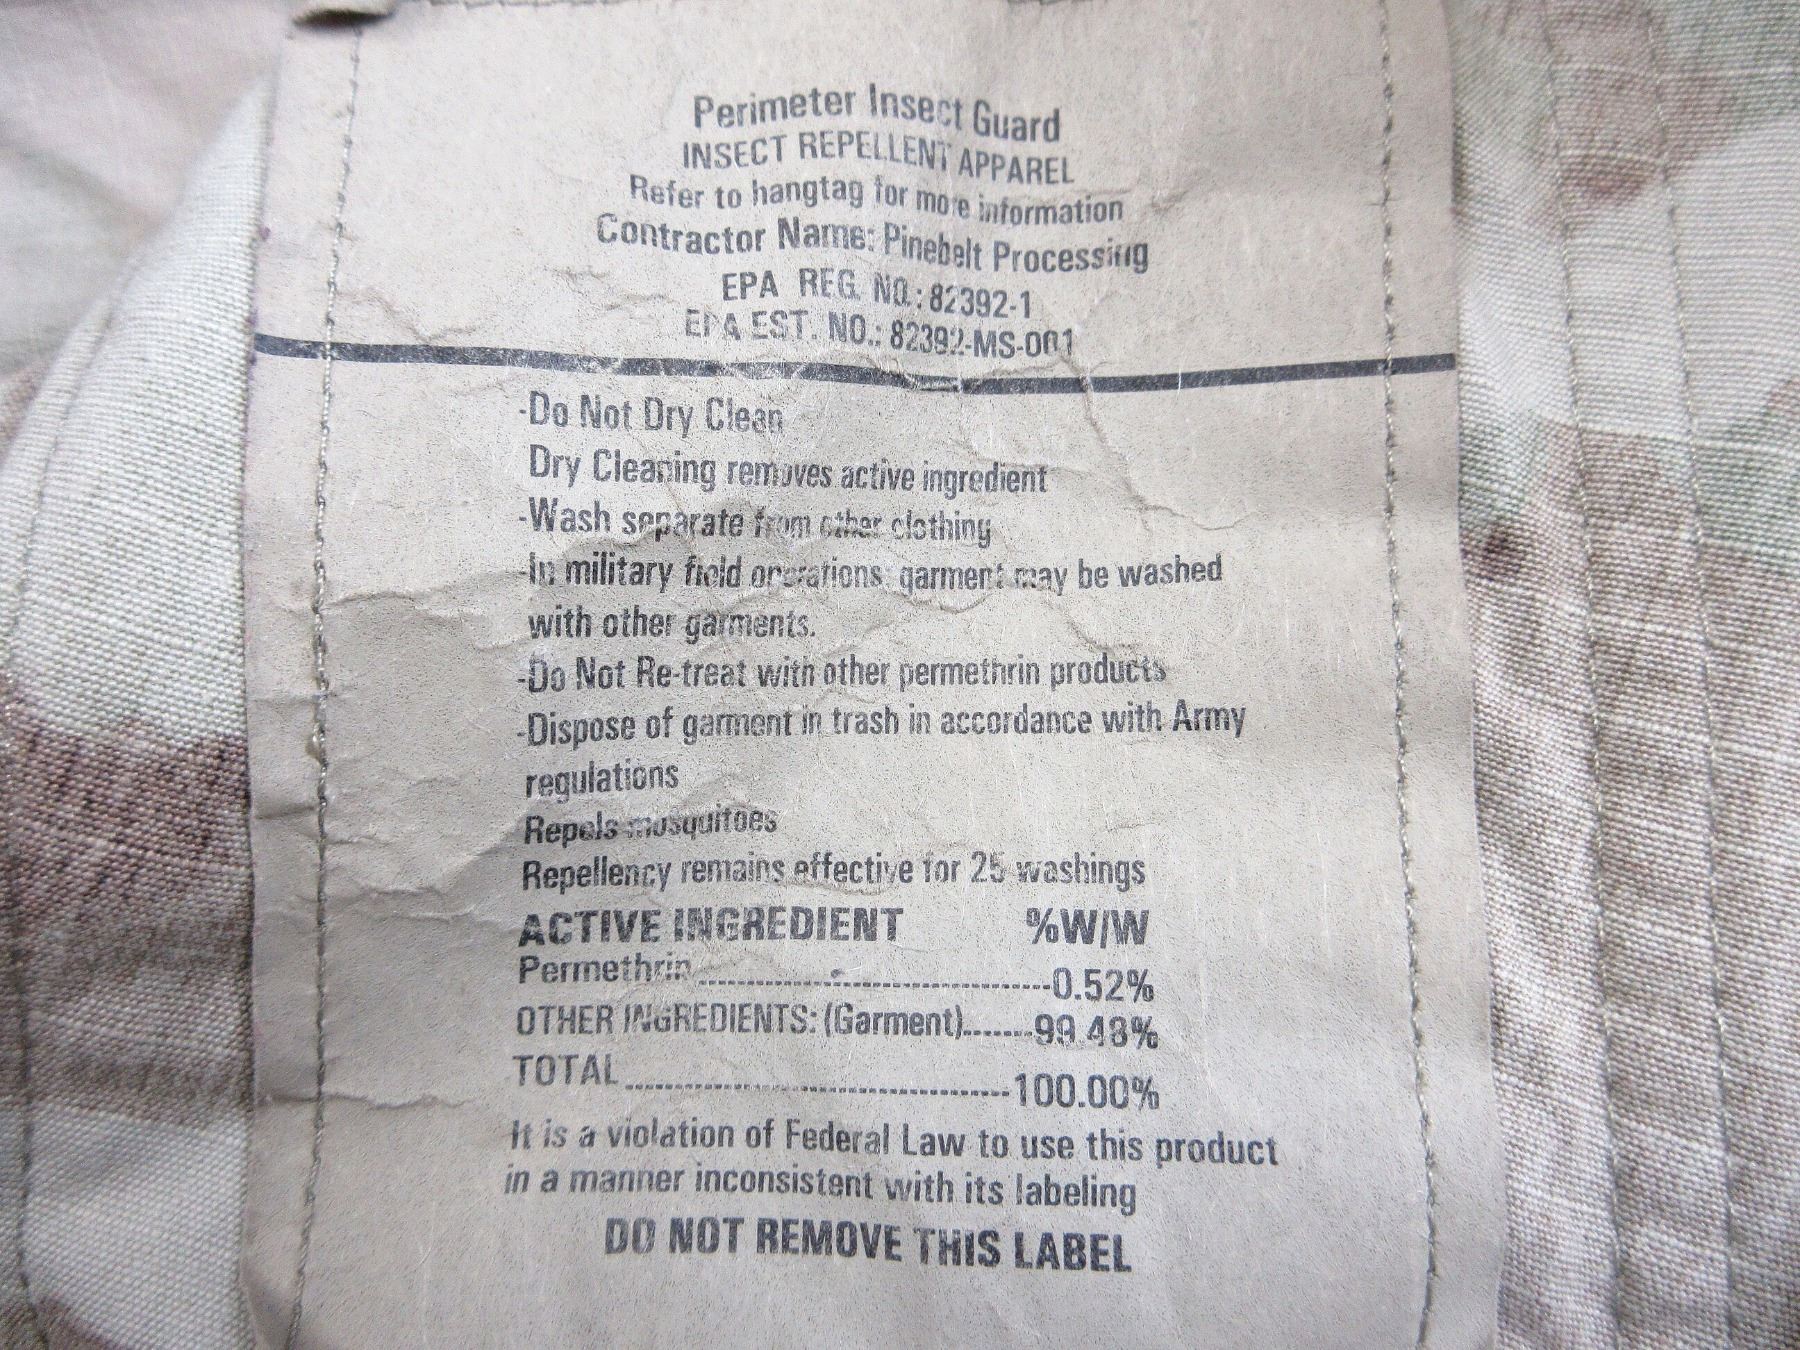 Perimeter Insect Guard
INSECT REPELLENT APPAREL
Refer to hangtag for more information
Contractor Name: Pinebelt Processing
EPA REG. NO.: 82392-1
EPA EST. NO.: 82392-MS-001
-Do Not Dry Clean
Dry Cleaning removes active ingredient
-Wash separate from other clothing
-In military field operations garment may be washed
with other garments.
-Do Not Re-treat with other permethrin products
-Dispose of garment in trash in accordance with Army
regulations
Repels mosquitoes
Repellency remains effective for 25 washings
ACTIVE INGREDIENT %W/W
Permethrin..........0.52%
OTHER INGREDIENTS: (Garment)..........99.48%
TOTAL..........100.00%
It is a violation of Federal Law to use this product
in a manner inconsistent with its labeling
DO NOT REMOVE THIS LABEL